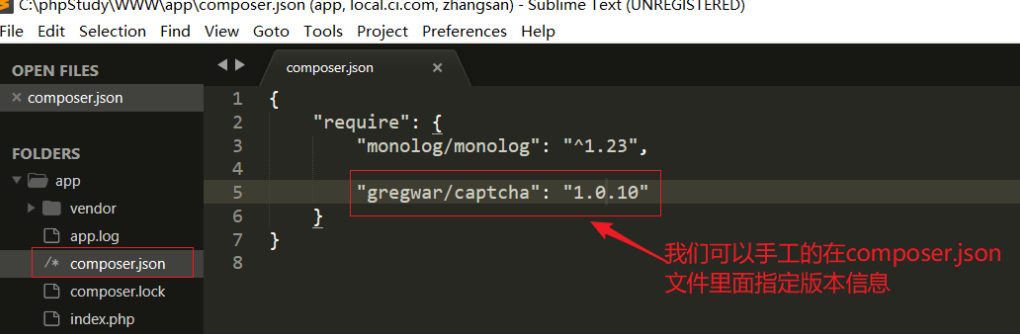 C:\phpStudy\WWW\app\composer.json (app, local.ci.com, zhangsan) - Sublime Text (UNREGISTERED)
File Edit Selection Find View Goto Tools Project Preferences Help
OPEN FILES
× composer.json
FOLDERS
app
vendor
app.log
/* composer.json
composer.lock
index.php
composer.json ×
1 {
2 "require": {
3 "monolog/monolog": "^1.23",
4
5 "gregwar/captcha": "1.0.10"
6 }
7 }
8
我们可以手工的在composer.json
文件里面指定版本信息